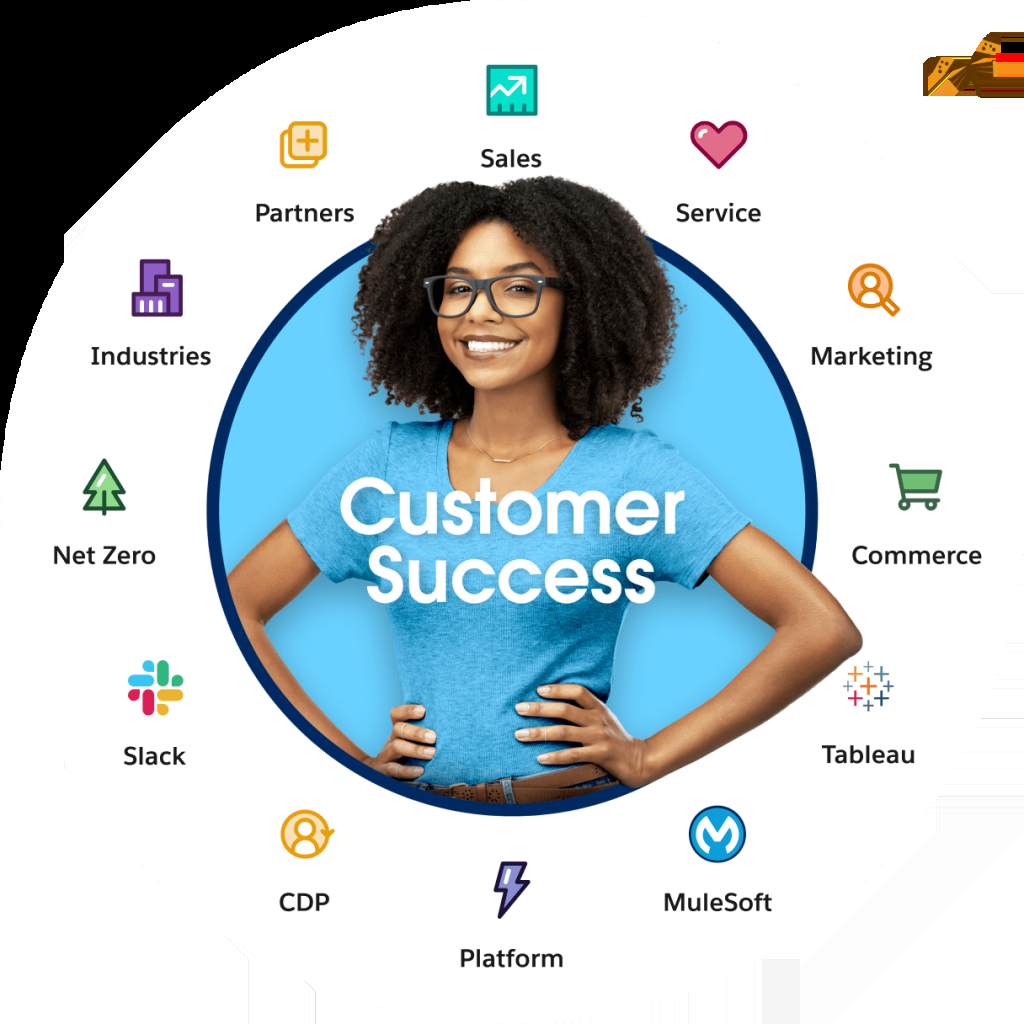 Sales
Partners
Service
Industries
Marketing
Customer
Success
Net Zero
Commerce
Slack
Tableau
CDP
MuleSoft
Platform